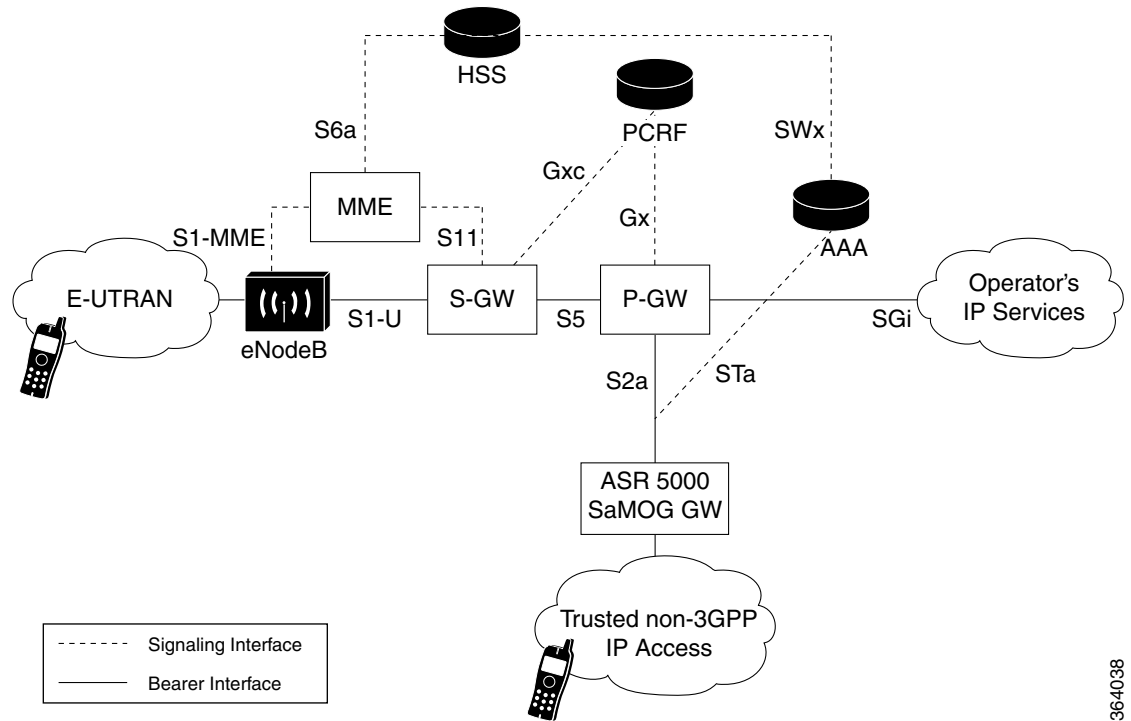 HSS
PCRF
S6a
SWx
Gxc
MME
Gx
S1-MME
S11
AAA
E-UTRAN
S-GW
P-GW
Operator's
IP Services
S1-U
S5
SGi
eNodeB
S2a
STa
ASR 5000
SaMOG GW
Trusted non-3GPP
IP Access
Signaling Interface
Bearer Interface
364038